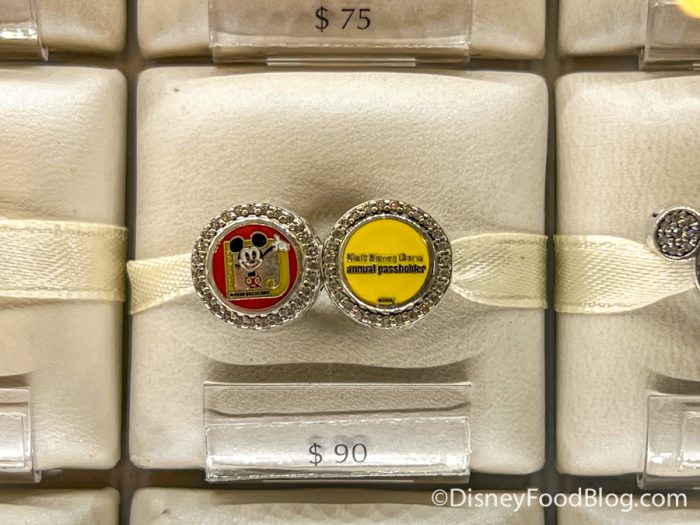 $ 75
Walt Disney World
annual passholder
$ 90
©DisneyFoodBlog.com